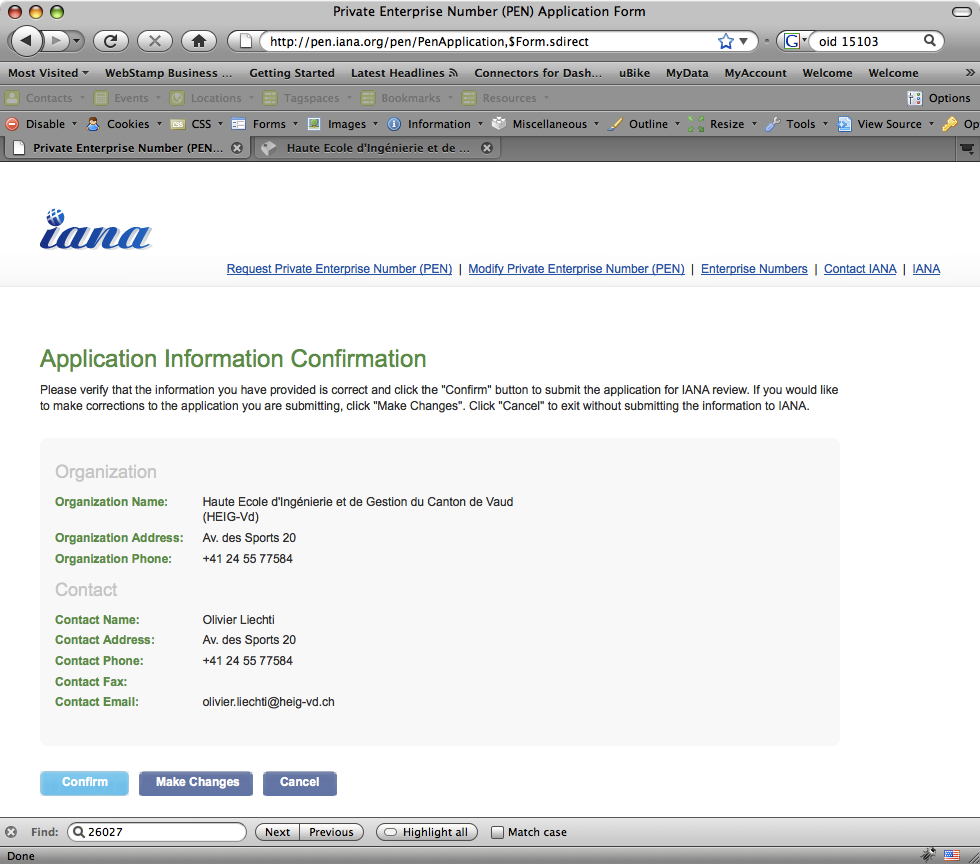 Private Enterprise Number (PEN) Application Form
http://pen.iana.org/pen/PenApplication,$Form.sdirect
G
oid 15103
Most Visited WebStamp Business ... Getting Started Latest Headlines Connectors for Dash... uBike MyData MyAccount Welcome Welcome »
Contacts Events Locations Tagspaces Bookmarks Resources Options
Disable Cookies CSS Forms Images Information Miscellaneous Outline Resize Tools View Source Op
Private Enterprise Number (PEN... Haute Ecole d'Ingénierie et de ...
iana
Request Private Enterprise Number (PEN) | Modify Private Enterprise Number (PEN) | Enterprise Numbers | Contact IANA | IANA
Application Information Confirmation
Please verify that the information you have provided is correct and click the "Confirm" button to submit the application for IANA review. If you would like
to make corrections to the application you are submitting, click "Make Changes". Click "Cancel" to exit without submitting the information to IANA.
Organization
Organization Name: Haute Ecole d'Ingénierie et de Gestion du Canton de Vaud
(HEIG-Vd)
Organization Address: Av. des Sports 20
Organization Phone: +41 24 55 77584
Contact
Contact Name: Olivier Liechti
Contact Address: Av. des Sports 20
Contact Phone: +41 24 55 77584
Contact Fax:
Contact Email: olivier.liechti@heig-vd.ch
Confirm Make Changes Cancel
Find: 26027 Next Previous Highlight all Match case
Done